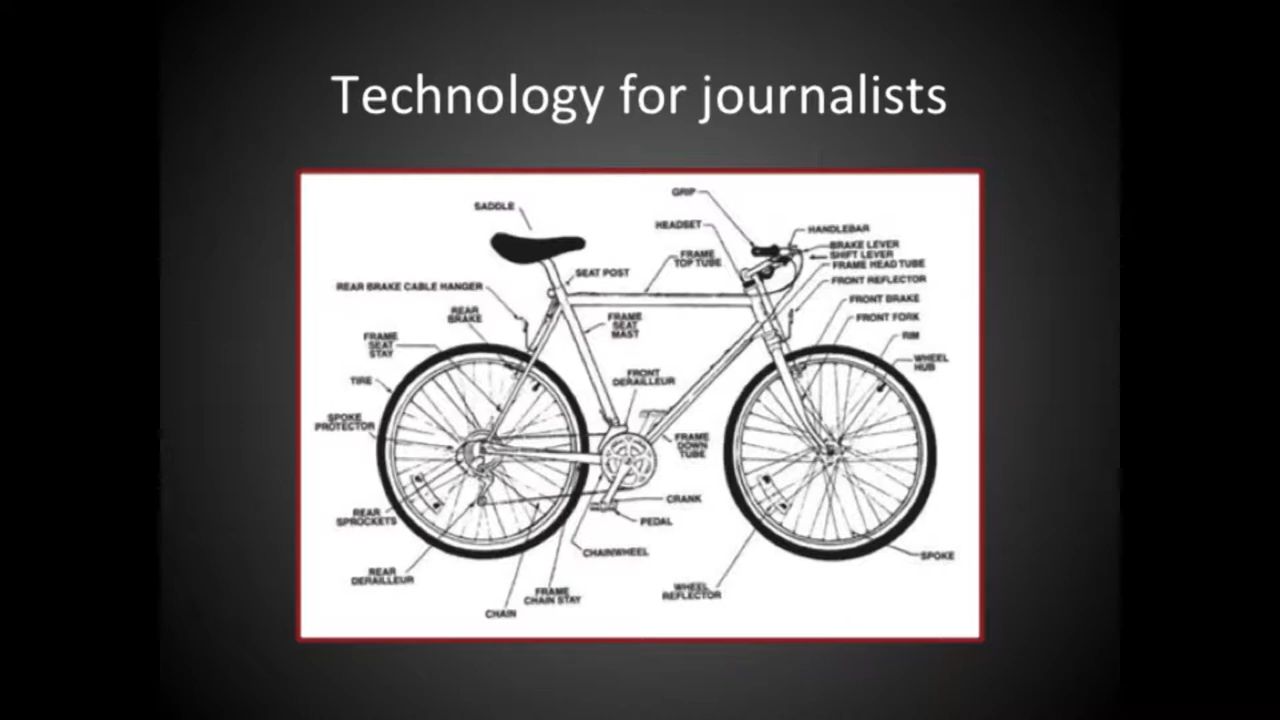 Technology for journalists
GRIP
SADDLE
HEADSET
HANDLEBAR
BRAKE LEVER
SHIFT LEVER
FRAME HEAD TUBE
FRAME
TOP TUBE
SEAT POST
FRONT REFLECTOR
REAR BRAKE CABLE HANGER
FRONT BRAKE
REAR
BRAKE
FRONT FORK
FRAME
SEAT
MAST
FRAME
SEAT
STAY
RIM
WHEEL
HUB
FRONT
DERAILLEUR
TIRE
SPOKE
PROTECTOR
FRAME
DOWN
TUBE
CRANK
REAR
SPROCKETS
PEDAL
CHAINWHEEL
SPOKE
REAR
DERAILLEUR
WHEEL
REFLECTOR
FRAME
CHAIN STAY
CHAIN